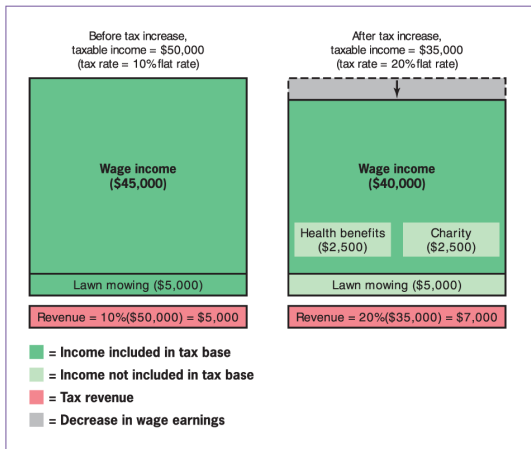 Before tax increase,
taxable income = $50,000
(tax rate = 10% flat rate)
Wage income
($45,000)
Lawn mowing ($5,000)
Revenue = 10%($50,000) = $5,000
After tax increase,
taxable income = $35,000
(tax rate = 20% flat rate)
Wage income
($40,000)
Health benefits
($2,500)
Charity
($2,500)
Lawn mowing ($5,000)
Revenue = 20%($35,000) = $7,000
= Income included in tax base
= Income not included in tax base
= Tax revenue
= Decrease in wage earnings